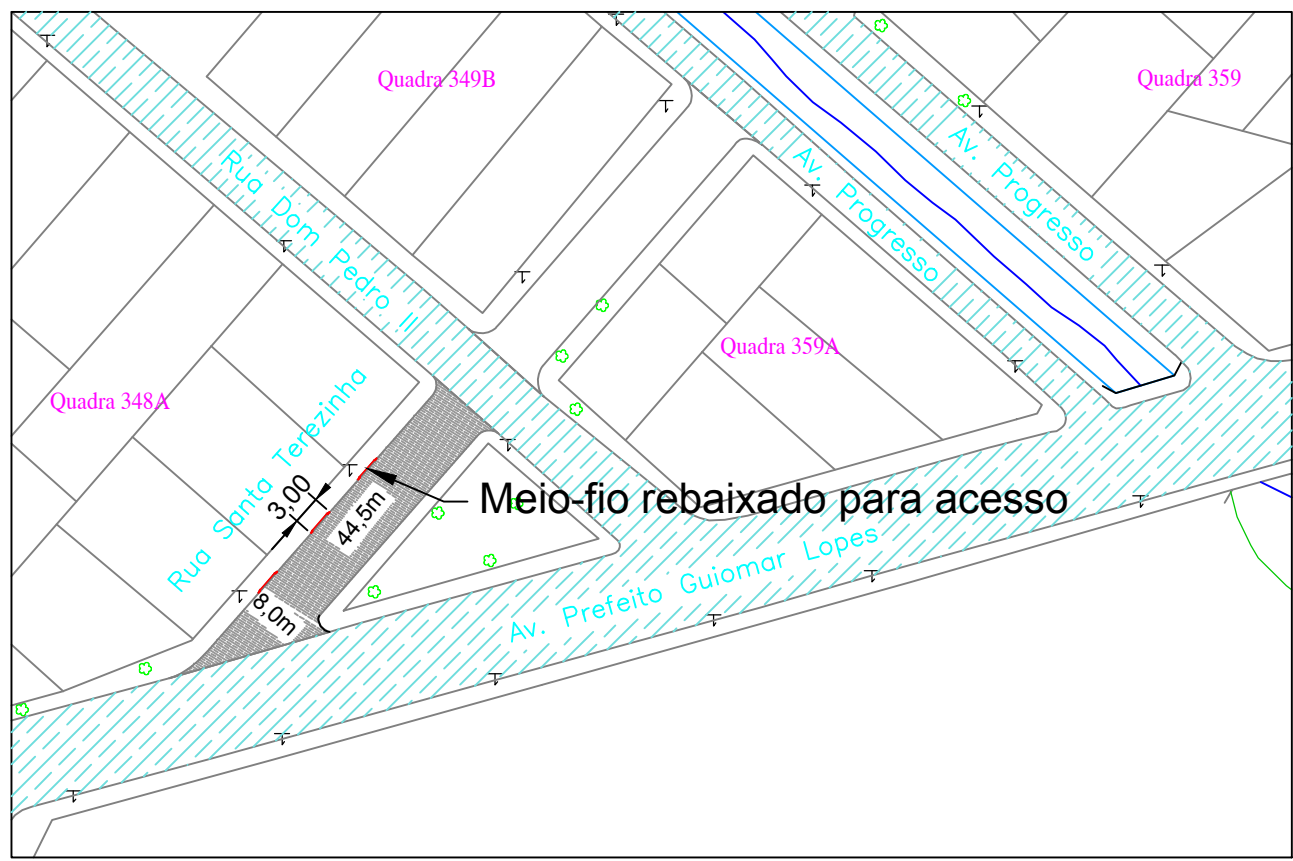 Quadra 349B
Quadra 359
Av. Progresso
Av. Progresso
Rua Dom Pedro II
Quadra 359A
Quadra 348A
Rua Santa Terezinha
3,00
44,5m
Meio-fio rebaixado para acesso
8,0m
Av. Prefeito Guiomar Lopes